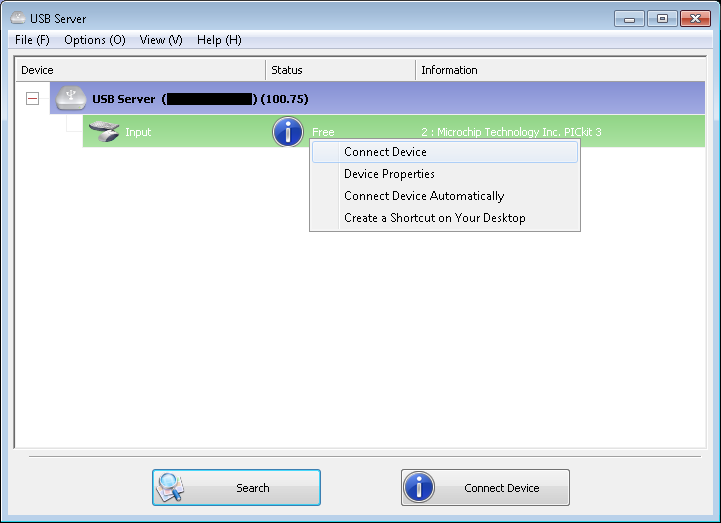 USB Server
File (F) Options (O) View (V) Help (H)
Device Status Information
USB Server ( ) (100.75)
Input Free 2 : Microchip Technology Inc. PICkit 3
Connect Device
Device Properties
Connect Device Automatically
Create a Shortcut on Your Desktop
Search Connect Device